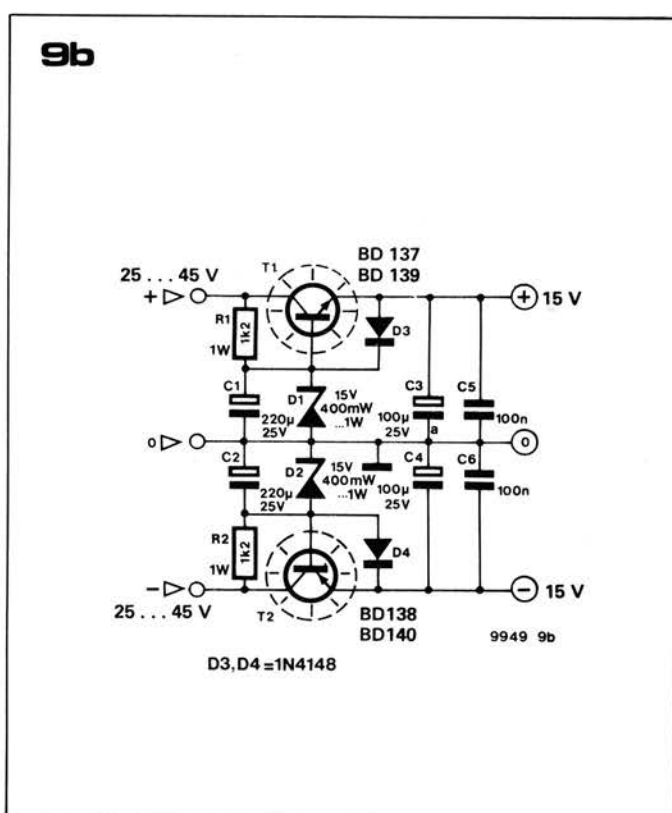 9b
BD 137
BD 139
25 . . . 45 V
T1
+
+
15 V
R1
1k2
1W
D3
C1
220µ
25V
D1
15V
400mW
...1W
C3
100µ
25V
a
C5
100n
o
o
C2
220µ
25V
D2
15V
400mW
...1W
100µ
25V
C4
C6
100n
R2
1k2
1W
D4
−
−
15 V
25 . . . 45 V
T2
BD138
BD140
9949 9b
D3,D4 =1N4148